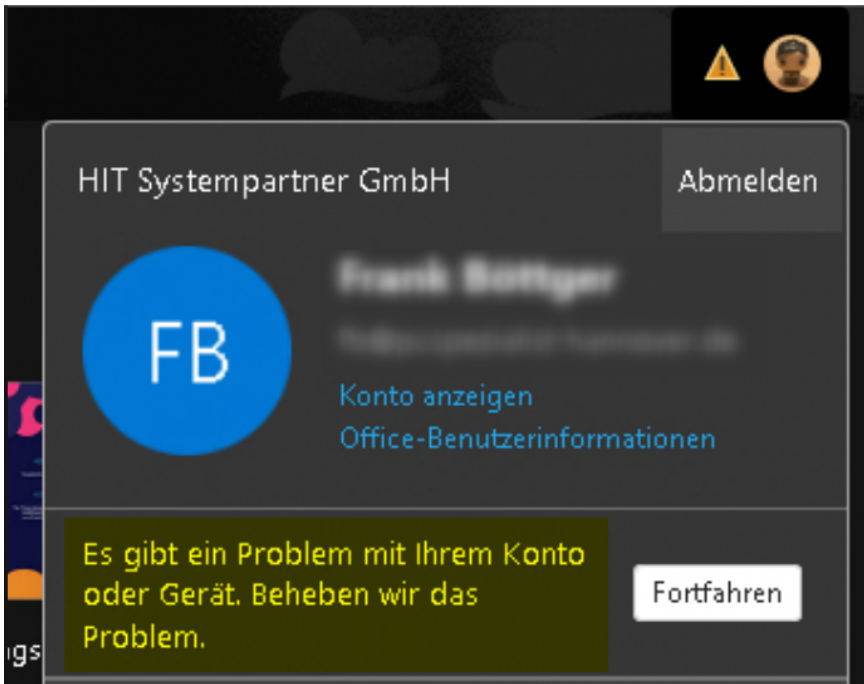 HIT Systempartner GmbH
Abmelden
FB
Konto anzeigen
Office-Benutzerinformationen
Es gibt ein Problem mit Ihrem Konto
oder Gerät. Beheben wir das
Problem.
Fortfahren